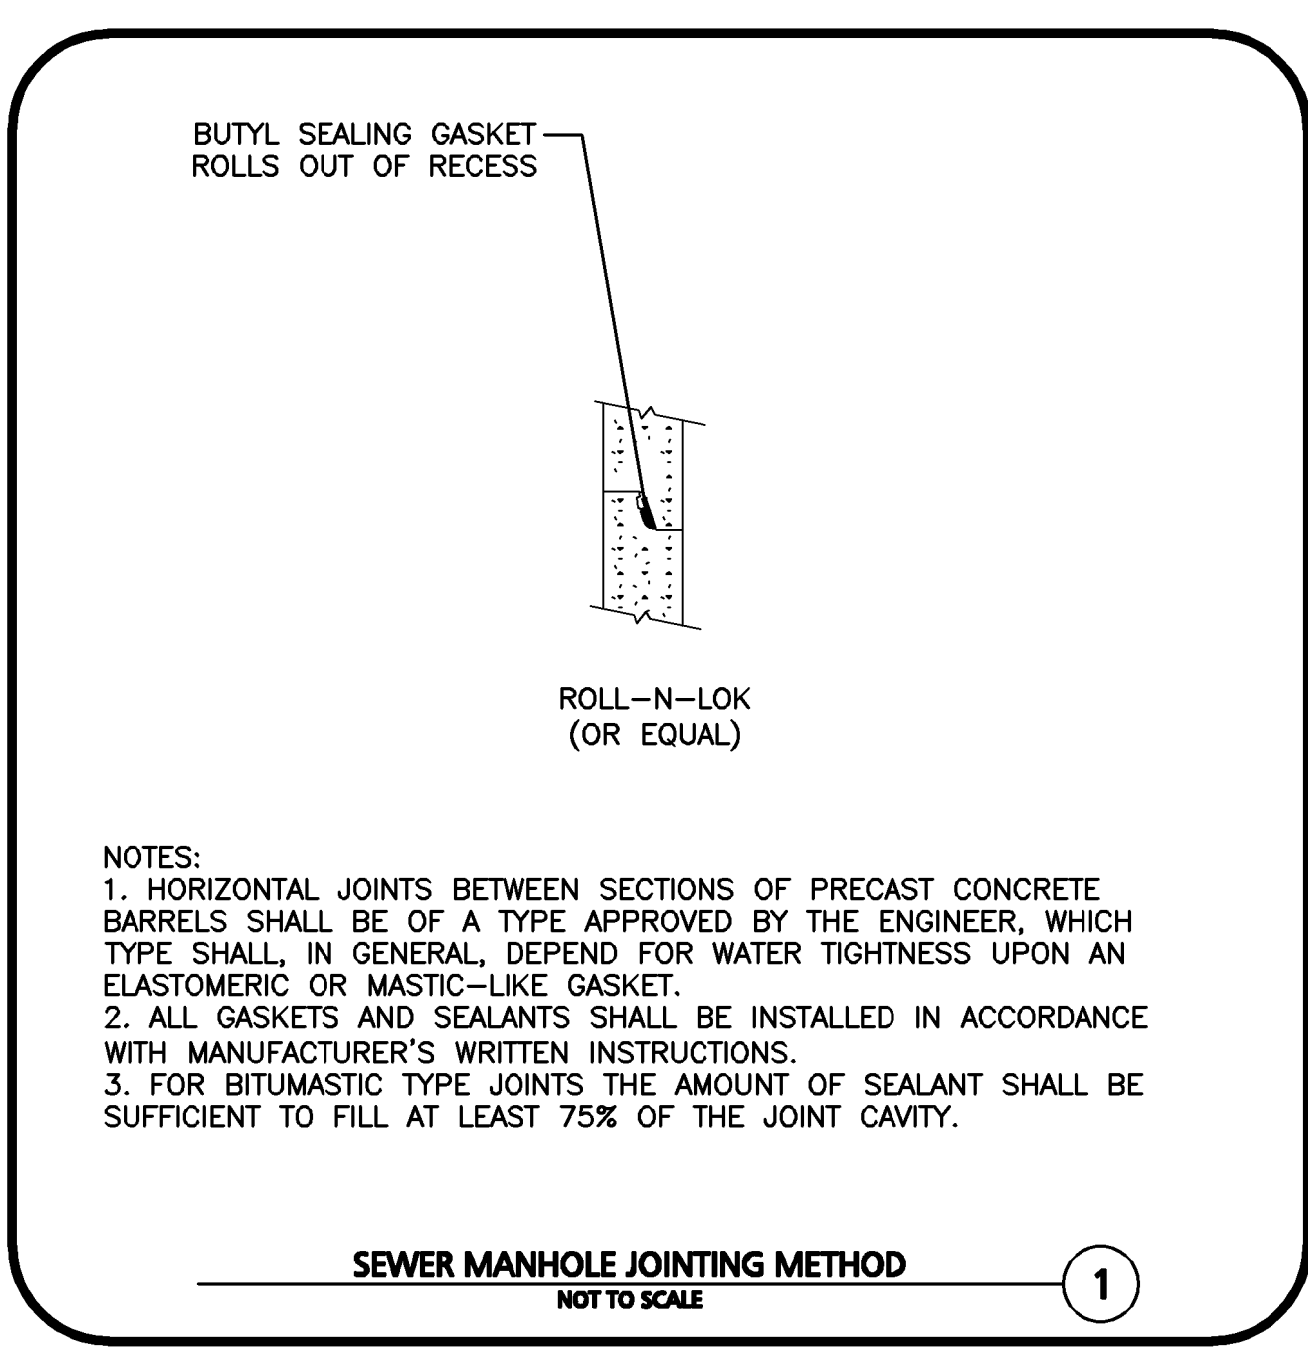 BUTYL SEALING GASKET
ROLLS OUT OF RECESS
ROLL-N-LOK
(OR EQUAL)
NOTES:
1. HORIZONTAL JOINTS BETWEEN SECTIONS OF PRECAST CONCRETE
BARRELS SHALL BE OF A TYPE APPROVED BY THE ENGINEER, WHICH
TYPE SHALL, IN GENERAL, DEPEND FOR WATER TIGHTNESS UPON AN
ELASTOMERIC OR MASTIC-LIKE GASKET.
2. ALL GASKETS AND SEALANTS SHALL BE INSTALLED IN ACCORDANCE
WITH MANUFACTURER'S WRITTEN INSTRUCTIONS.
3. FOR BITUMASTIC TYPE JOINTS THE AMOUNT OF SEALANT SHALL BE
SUFFICIENT TO FILL AT LEAST 75% OF THE JOINT CAVITY.
SEWER MANHOLE JOINTING METHOD
NOT TO SCALE
1